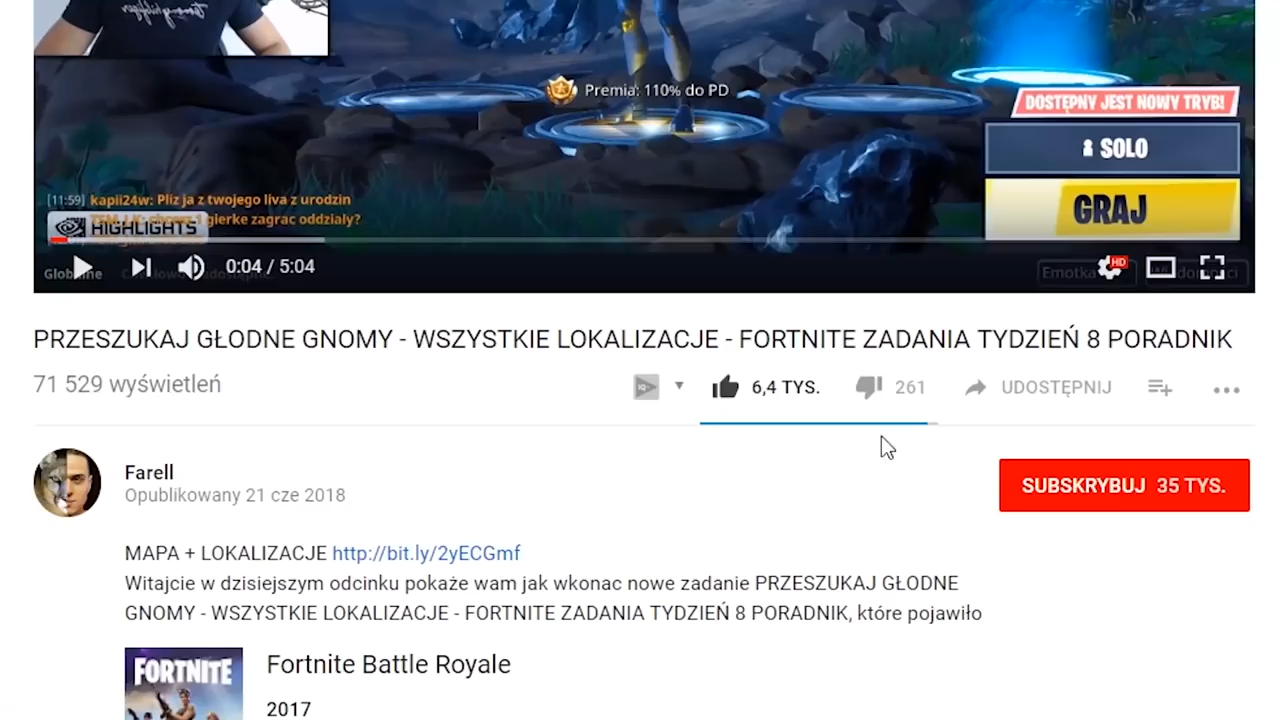 Premia: 110% do PD
DOSTĘPNY JEST NOWY TRYB!
SOLO
GRAJ
[11:59] kapii24w: Pliz ja z twojego liva z urodzin
gierke zagrac oddzialy?
HIGHLIGHTS
0:04 / 5:04
HD
Emotka
PRZESZUKAJ GŁODNE GNOMY - WSZYSTKIE LOKALIZACJE - FORTNITE ZADANIA TYDZIEŃ 8 PORADNIK
71 529 wyświetleń
6,4 TYS. 261 UDOSTĘPNIJ
Farell
Opublikowany 21 cze 2018
SUBSKRYBUJ 35 TYS.
MAPA + LOKALIZACJE http://bit.ly/2yECGmf
Witajcie w dzisiejszym odcinku pokaże wam jak wkonac nowe zadanie PRZESZUKAJ GŁODNE
GNOMY - WSZYSTKIE LOKALIZACJE - FORTNITE ZADANIA TYDZIEŃ 8 PORADNIK, które pojawiło
FORTNITE
Fortnite Battle Royale
2017